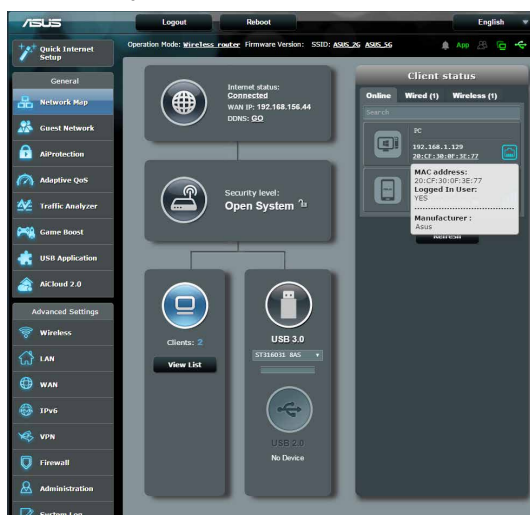 ASUS
Logout
Reboot
English
Quick Internet
Setup
Operation Mode: Wireless router Firmware Version: SSID: ASUS_2G ASUS_5G
App
General
Network Map
Guest Network
AiProtection
Adaptive QoS
Traffic Analyzer
Game Boost
USB Application
AiCloud 2.0
Advanced Settings
Wireless
LAN
WAN
IPv6
VPN
Firewall
Administration
System Log
Internet status:
Connected
WAN IP: 192.168.156.44
DDNS: GO
Security level:
Open System
Clients: 2
View List
USB 3.0
ST316031 8AS
USB 2.0
No Device
Client status
Online Wired (1) Wireless (1)
Search
PC
192.168.1.129
20:CF:30:0F:3E:77
MAC address:
20:CF:30:0F:3E:77
Logged In User:
YES
Manufacturer :
Asus